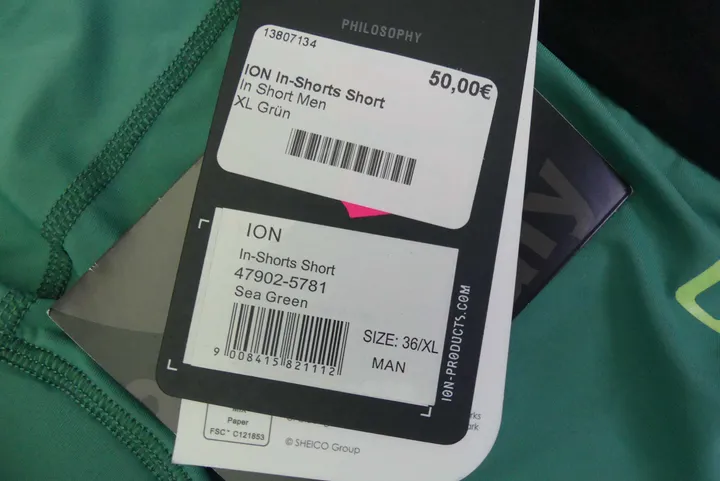 PHILOSOPHY
13807134
50,00€
ION In-Shorts Short
In Short Men
XL Grün
ION
In-Shorts Short
47902-5781
Sea Green
SIZE: 36/XL
MAN
9 008415 821112
ION-PRODUCTS.COM
Paper
FSC® C121853
© SHEICO Group